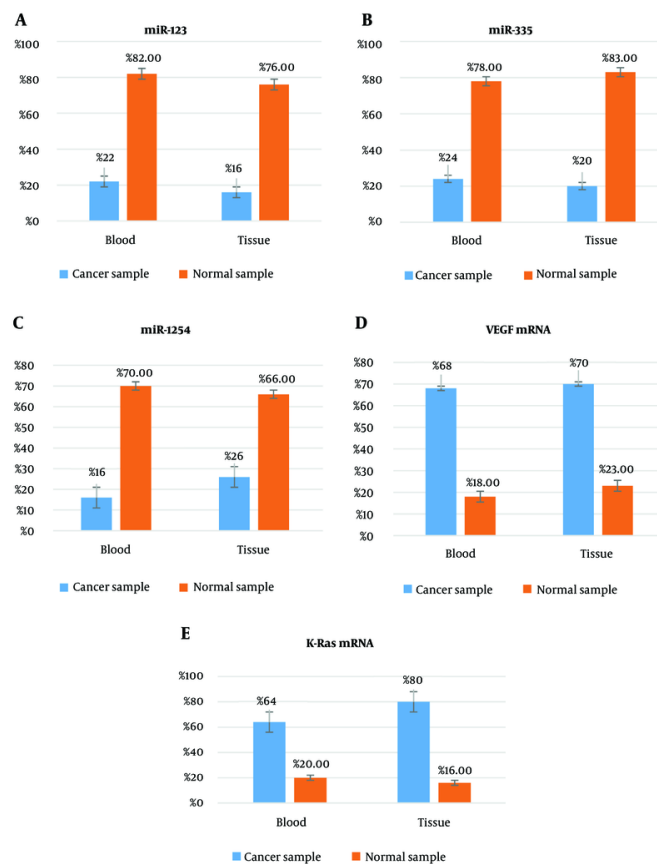 A
miR-123
%100
%80
%60
%40
%20
%0
%22
%82.00
%16
%76.00
Blood
Tissue
Cancer sample
Normal sample
B
miR-335
%100
%80
%60
%40
%20
%0
%24
%78.00
%20
%83.00
Blood
Tissue
Cancer sample
Normal sample
C
miR-1254
%80
%70
%60
%50
%40
%30
%20
%10
%0
%16
%70.00
%26
%66.00
Blood
Tissue
Cancer sample
Normal sample
D
VEGF mRNA
%80
%70
%60
%50
%40
%30
%20
%10
%0
%68
%18.00
%70
%23.00
Blood
Tissue
Cancer sample
Normal sample
E
K-Ras mRNA
%100
%80
%60
%40
%20
%0
%64
%20.00
%80
%16.00
Blood
Tissue
Cancer sample
Normal sample